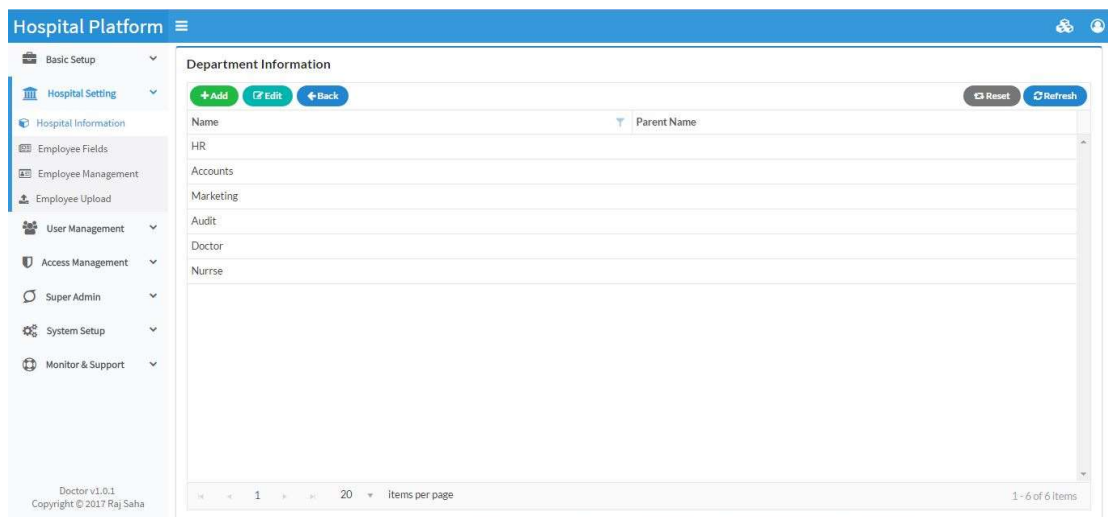 Hospital Platform
Basic Setup
Hospital Setting
Hospital Information
Employee Fields
Employee Management
Employee Upload
User Management
Access Management
Super Admin
System Setup
Monitor & Support
Doctor v1.0.1
Copyright © 2017 Raj Saha
Department Information
+Add Edit Back Reset Refresh
Name Parent Name
HR
Accounts
Marketing
Audit
Doctor
Nurrse
1 20 items per page 1 - 6 of 6 items